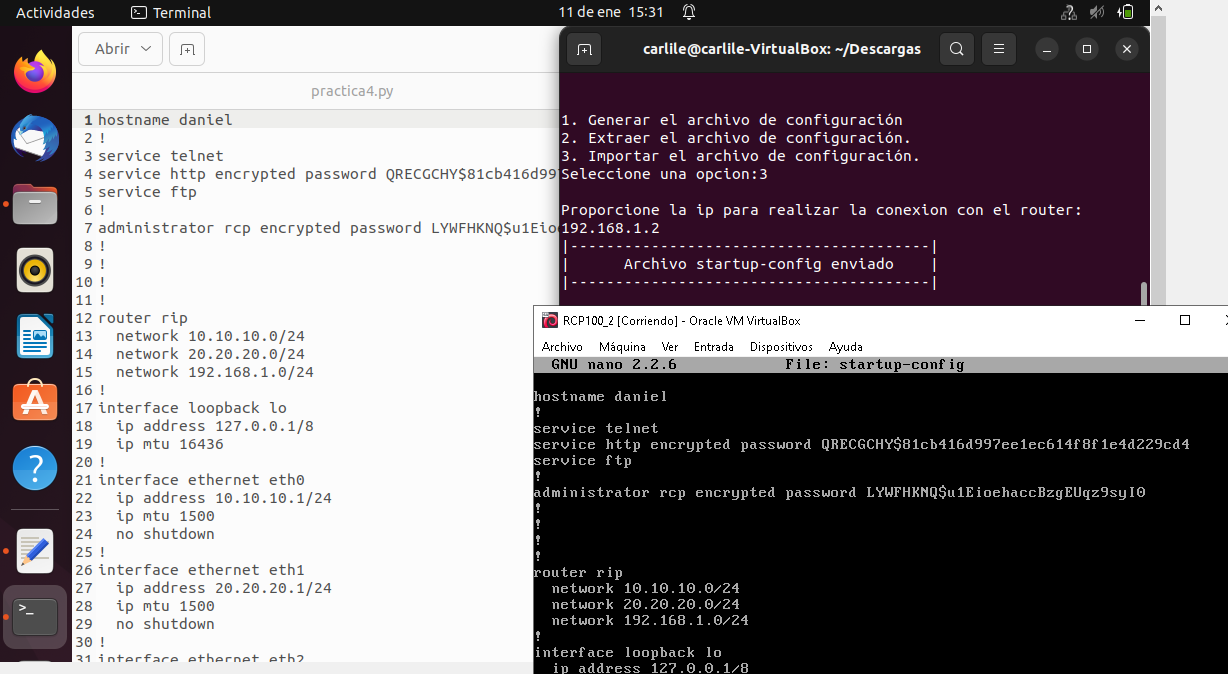 Actividades
Terminal
11 de ene 15:31
Abrir
practica4.py
1 hostname daniel
2 !
3 service telnet
4 service http encrypted password QRECGCHY$81cb416d997
5 service ftp
6 !
7 administrator rcp encrypted password LYWFHKNQ$u1Eioe
8 !
9 !
10 !
11 !
12 router rip
13 network 10.10.10.0/24
14 network 20.20.20.0/24
15 network 192.168.1.0/24
16 !
17 interface loopback lo
18 ip address 127.0.0.1/8
19 ip mtu 16436
20 !
21 interface ethernet eth0
22 ip address 10.10.10.1/24
23 ip mtu 1500
24 no shutdown
25 !
26 interface ethernet eth1
27 ip address 20.20.20.1/24
28 ip mtu 1500
29 no shutdown
30 !
31 interface ethernet eth2
carlile@carlile-VirtualBox: ~/Descargas
1. Generar el archivo de configuración
2. Extraer el archivo de configuración.
3. Importar el archivo de configuración.
Seleccione una opcion:3
Proporcione la ip para realizar la conexion con el router:
192.168.1.2
|----------------------------------------|
| Archivo startup-config enviado |
|----------------------------------------|
RCP100_2 [Corriendo] - Oracle VM VirtualBox
Archivo Máquina Ver Entrada Dispositivos Ayuda
GNU nano 2.2.6 File: startup-config
hostname daniel
!
service telnet
service http encrypted password QRECGCHY$81cb416d997ee1ec614f8f1e4d229cd4
service ftp
!
administrator rcp encrypted password LYWFHKNQ$u1EioehaccBzgEUqz9syI0
!
!
!
!
router rip
network 10.10.10.0/24
network 20.20.20.0/24
network 192.168.1.0/24
!
interface loopback lo
ip address 127.0.0.1/8